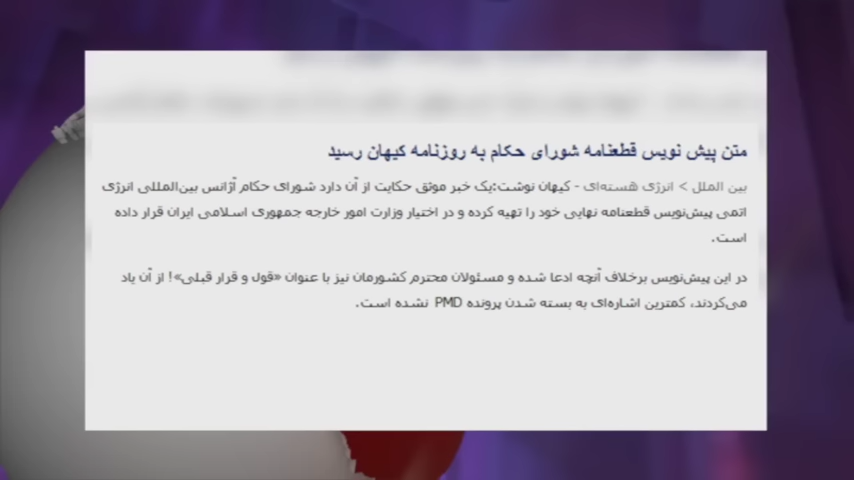 متن پیش نویس قطعنامه شورای حکام به روزنامه کیهان رسید
بین الملل > انرژی هسته‌ای - کیهان نوشت:یک خبر موثق حکایت از آن دارد شورای حکام آژانس بین‌المللی انرژی
اتمی پیش‌نویس قطعنامه نهایی خود را تهیه کرده و در اختیار وزارت امور خارجه جمهوری اسلامی ایران قرار داده
است.
در این پیش‌نویس برخلاف آنچه ادعا شده و مسئولان محترم کشورمان نیز با عنوان «قول و قرار قبلی»! از آن یاد
می‌کردند، کمترین اشاره‌ای به بسته شدن پرونده PMD نشده است.